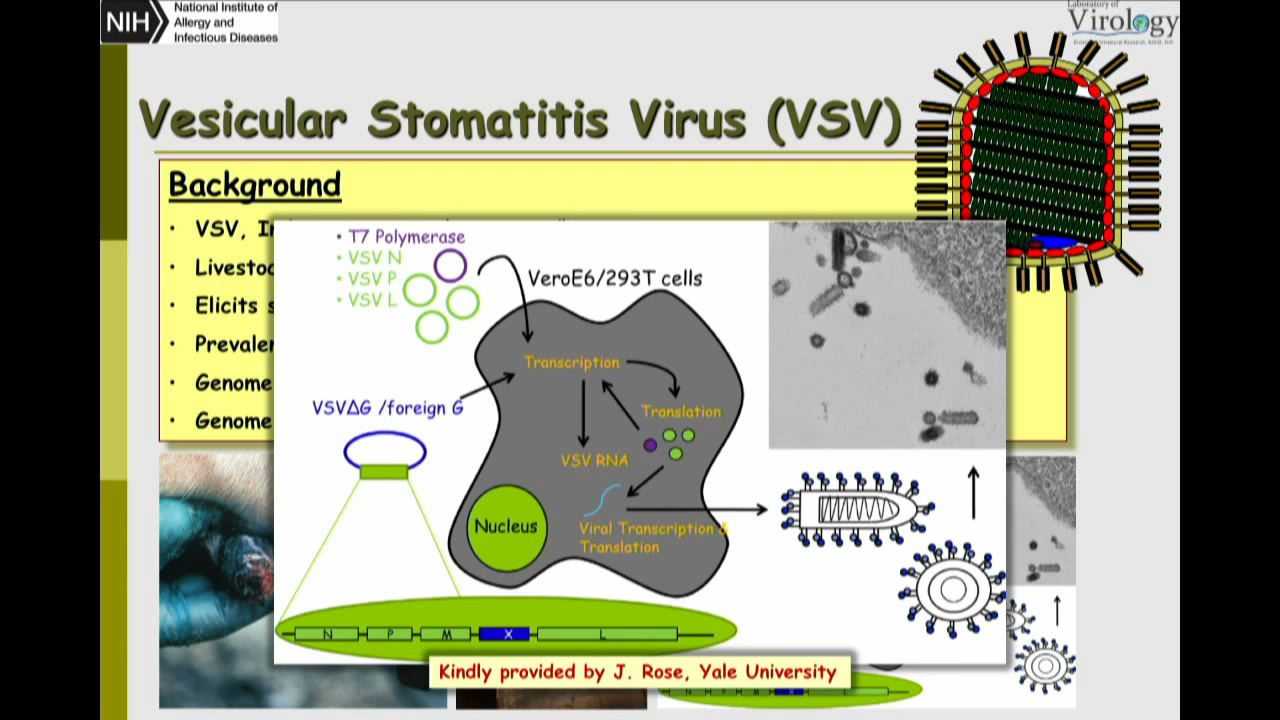 NIH
National Institute of
Allergy and
Infectious Diseases
Laboratory of
Virology
Vesicular Stomatitis Virus (VSV)
Background
• VSV,
• Elicits
• Genome
• Genome
• T7 Polymerase
• VSV N
• VSV P
• VSV L
VeroE6/293T cells
Transcription
Translation
VSVΔG /foreign G
VSV RNA
Nucleus
Viral Transcription &
Translation
N P M X L
Kindly provided by J. Rose, Yale University
N P M X L